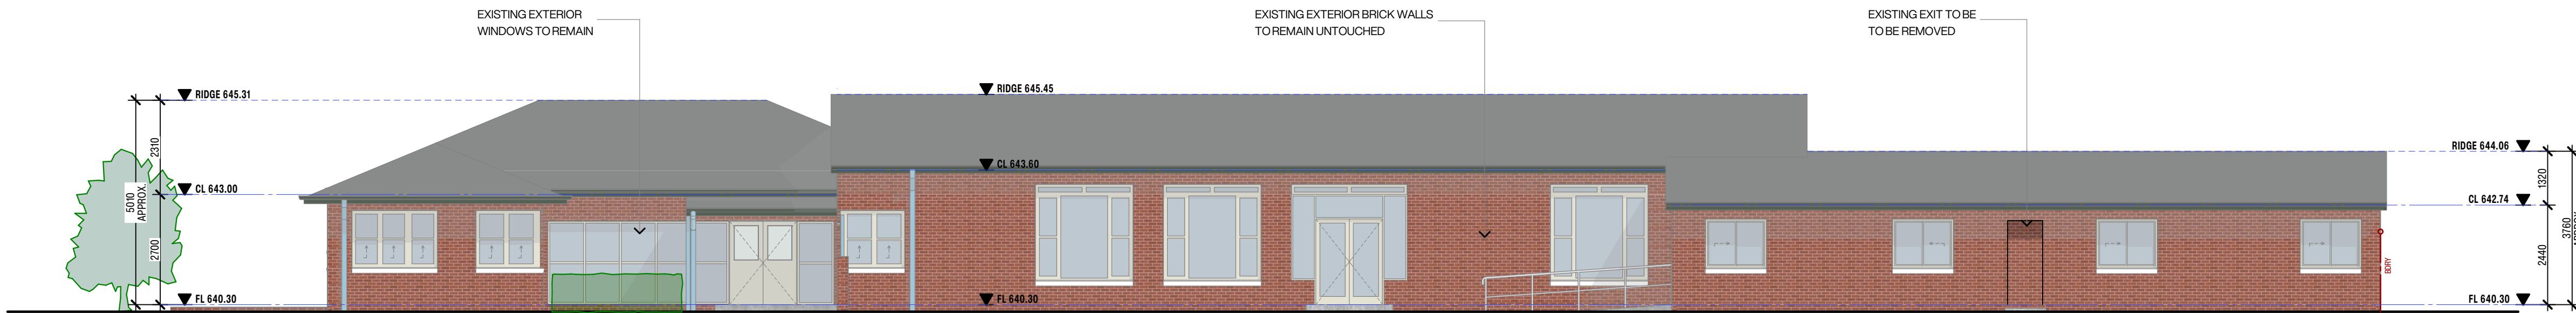 EXISTING EXTERIOR
WINDOWS TO REMAIN
EXISTING EXTERIOR BRICK WALLS
TO REMAIN UNTOUCHED
EXISTING EXIT TO BE
TO BE REMOVED
RIDGE 645.31
RIDGE 645.45
RIDGE 644.06
2310
5010
APPROX.
CL 643.00
CL 643.60
CL 642.74
1320
3760
2700
2440
BDRY
FL 640.30
FL 640.30
FL 640.30